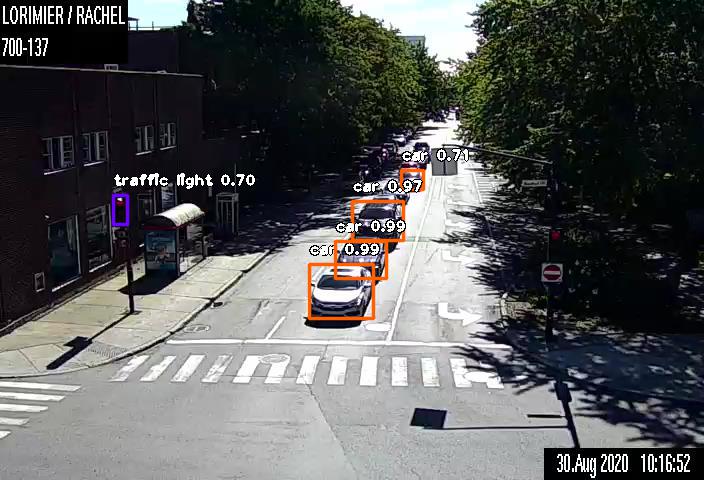 LORIMIER / RACHEL
700-137
car 0.71
traffic light 0.70
car 0.97
car 0.99
car 0.99
30.Aug 2020 10:16:52